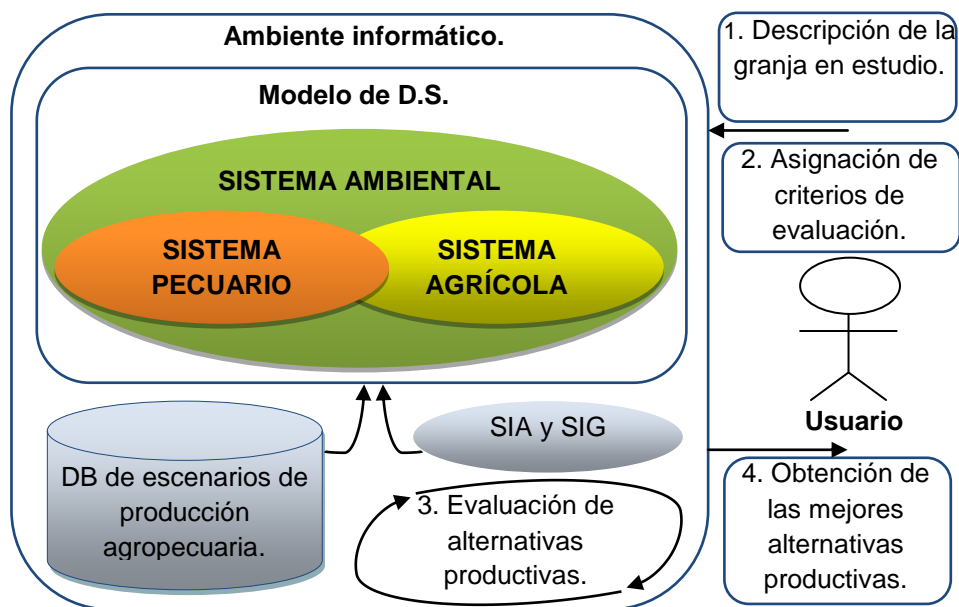 Ambiente informático.
Modelo de D.S.
SISTEMA AMBIENTAL
SISTEMA
PECUARIO
SISTEMA
AGRÍCOLA
DB de escenarios de
producción
agropecuaria.
SIA y SIG
3. Evaluación de
alternativas
productivas.
1. Descripción de la
granja en estudio.
2. Asignación de
criterios de
evaluación.
Usuario
4. Obtención de
las mejores
alternativas
productivas.